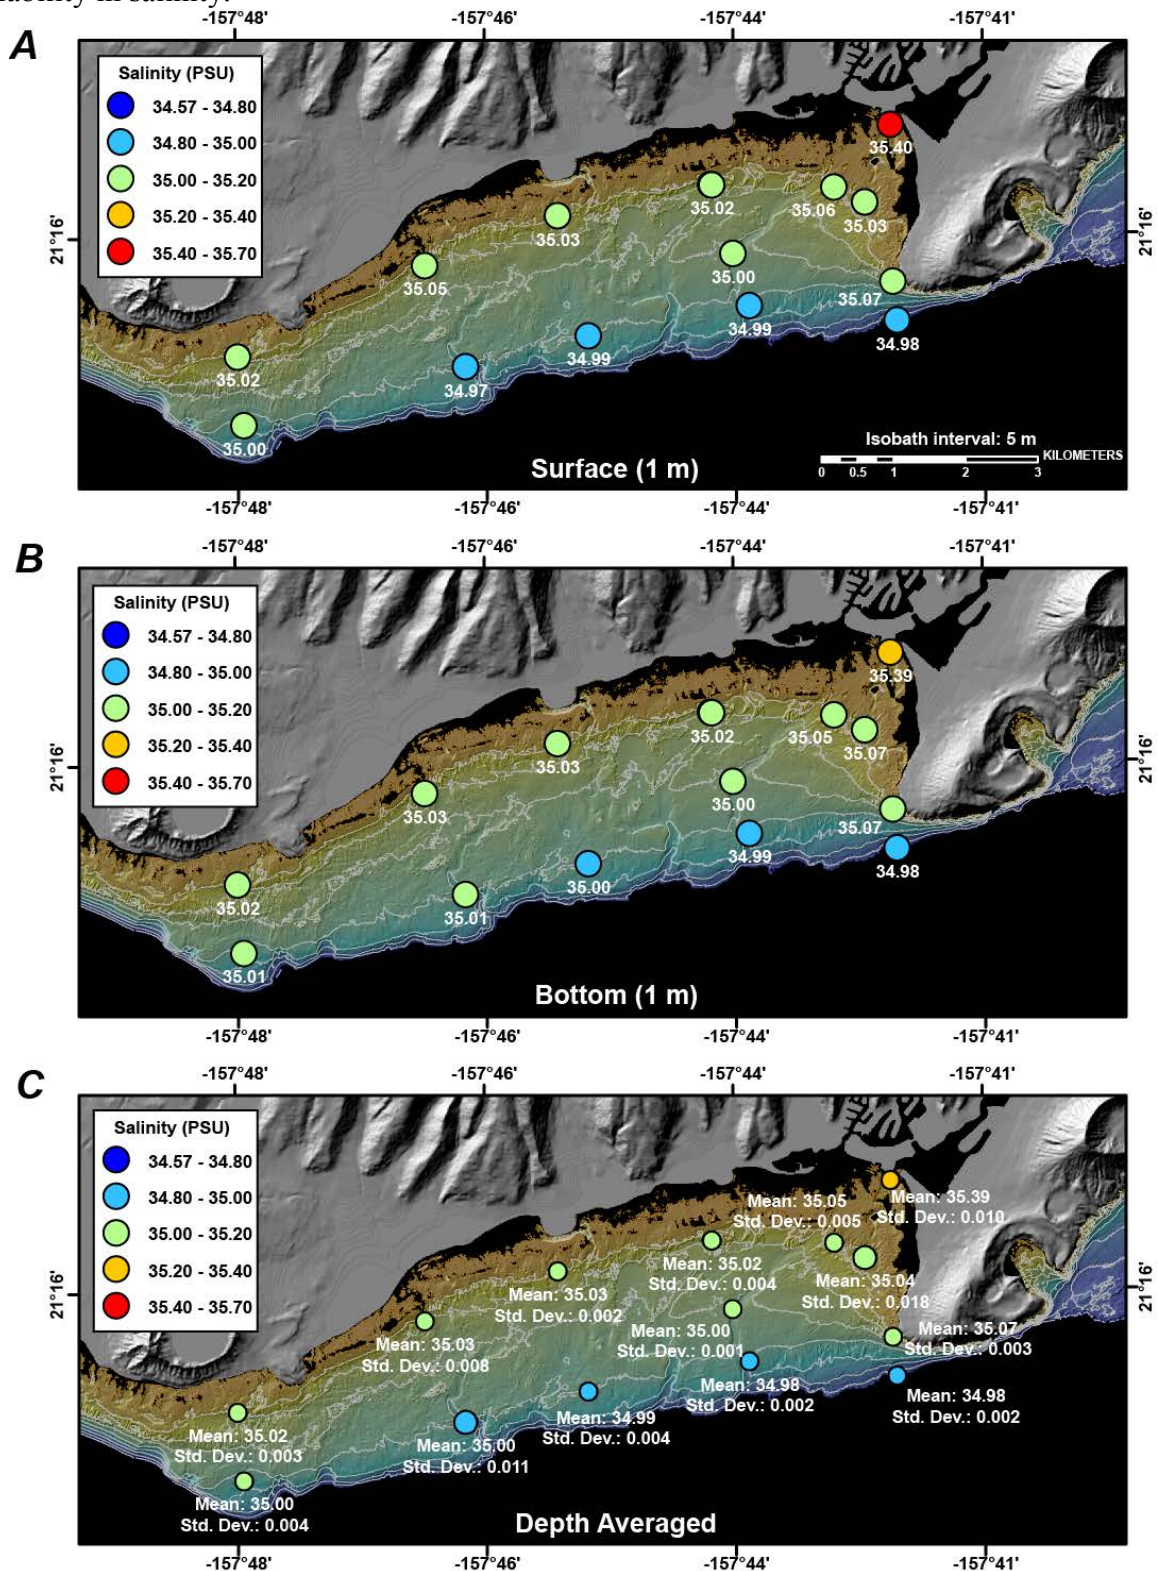 ability in salinity.
-157°48' -157°46' -157°44' -157°41'
A
Salinity (PSU)
34.57 - 34.80
34.80 - 35.00
35.00 - 35.20
35.20 - 35.40
35.40 - 35.70
35.40
35.02
35.06
35.03
35.03
21°16' 21°16'
35.05
35.00
35.07
34.99
34.98
34.99
35.02
34.97
35.00
Isobath interval: 5 m
KILOMETERS
0 0.5 1 2 3
Surface (1 m)
-157°48' -157°46' -157°44' -157°41'
-157°48' -157°46' -157°44' -157°41'
B
Salinity (PSU)
34.57 - 34.80
34.80 - 35.00
35.00 - 35.20
35.20 - 35.40
35.40 - 35.70
35.39
35.02
35.05
35.07
35.03
21°16' 21°16'
35.03
35.00
35.07
34.99
34.98
35.00
35.02
35.01
35.01
Bottom (1 m)
-157°48' -157°46' -157°44' -157°41'
-157°48' -157°46' -157°44' -157°41'
C
Salinity (PSU)
34.57 - 34.80
34.80 - 35.00
35.00 - 35.20
35.20 - 35.40
35.40 - 35.70
Mean: 35.39
Std. Dev.: 0.010
Mean: 35.05
Std. Dev.: 0.005
Mean: 35.02
Std. Dev.: 0.004
Mean: 35.04
Std. Dev.: 0.018
Mean: 35.03
Std. Dev.: 0.002
21°16' 21°16'
Mean: 35.03
Std. Dev.: 0.008
Mean: 35.00
Std. Dev.: 0.001
Mean: 35.07
Std. Dev.: 0.003
Mean: 34.98
Std. Dev.: 0.002
Mean: 34.98
Std. Dev.: 0.002
Mean: 34.99
Std. Dev.: 0.004
Mean: 35.02
Std. Dev.: 0.003
Mean: 35.00
Std. Dev.: 0.011
Mean: 35.00
Std. Dev.: 0.004
Depth Averaged
-157°48' -157°46' -157°44' -157°41'